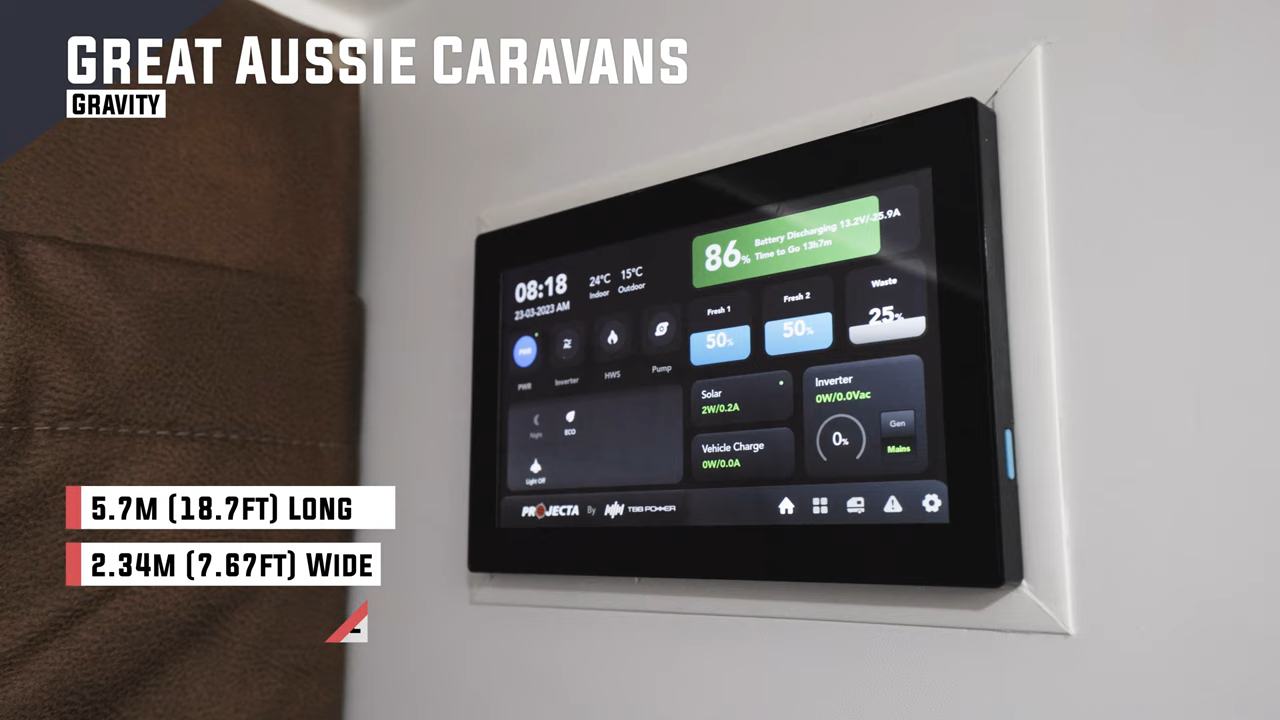 GREAT AUSSIE CARAVANS
GRAVITY
86% Battery Discharging 13.2V/-25.9A
Time to Go 13h7m
08:18 24°C 15°C
Indoor Outdoor
23-03-2023 AM
Fresh 1 Fresh 2 Waste
50% 50% 25%
PWR
PWR Inverter HWS Pump
Solar
2W/0.2A
Inverter
0W/0.0Vac
0%
Gen
Mains
Vehicle Charge
0W/0.0A
Night ECO
Light Off
PROJECTA By TBB POWER
5.7M (18.7FT) LONG
2.34M (7.67FT) WIDE